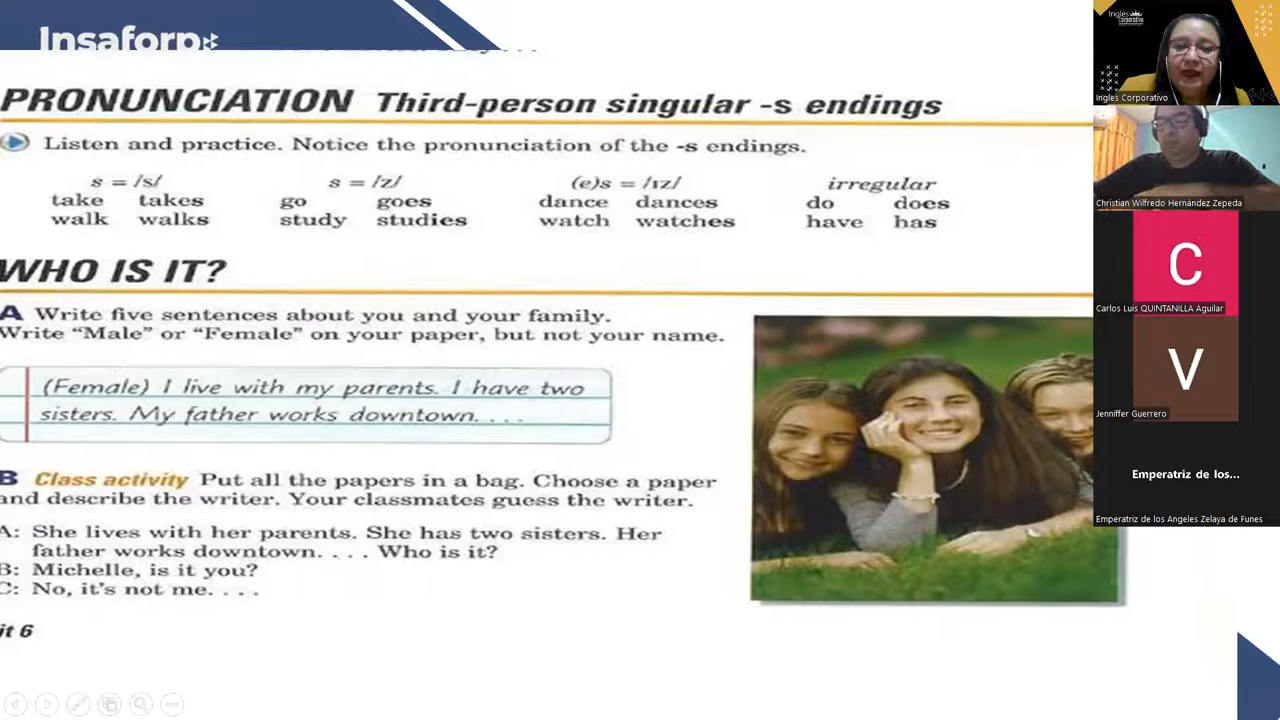 Insaforp
PRONUNCIATION Third-person singular -s endings
Listen and practice. Notice the pronunciation of the -s endings.
s = /s/ s = /z/ (e)s = /ɪz/ irregular
take takes go goes dance dances do does
walk walks study studies watch watches have has
WHO IS IT?
A Write five sentences about you and your family.
Write “Male” or “Female” on your paper, but not your name.
(Female) I live with my parents. I have two
sisters. My father works downtown. . . .
B Class activity Put all the papers in a bag. Choose a paper
and describe the writer. Your classmates guess the writer.
A: She lives with her parents. She has two sisters. Her
father works downtown. . . . Who is it?
B: Michelle, is it you?
C: No, it's not me. . . .
it 6
Inglés
Corporativo
Ingles Corporativo
Christian Wilfredo Hernández Zepeda
C
Carlos Luis QUINTANILLA Aguilar
V
Jenniffer Guerrero
Emperatriz de los...
Emperatriz de los Angeles Zelaya de Funes